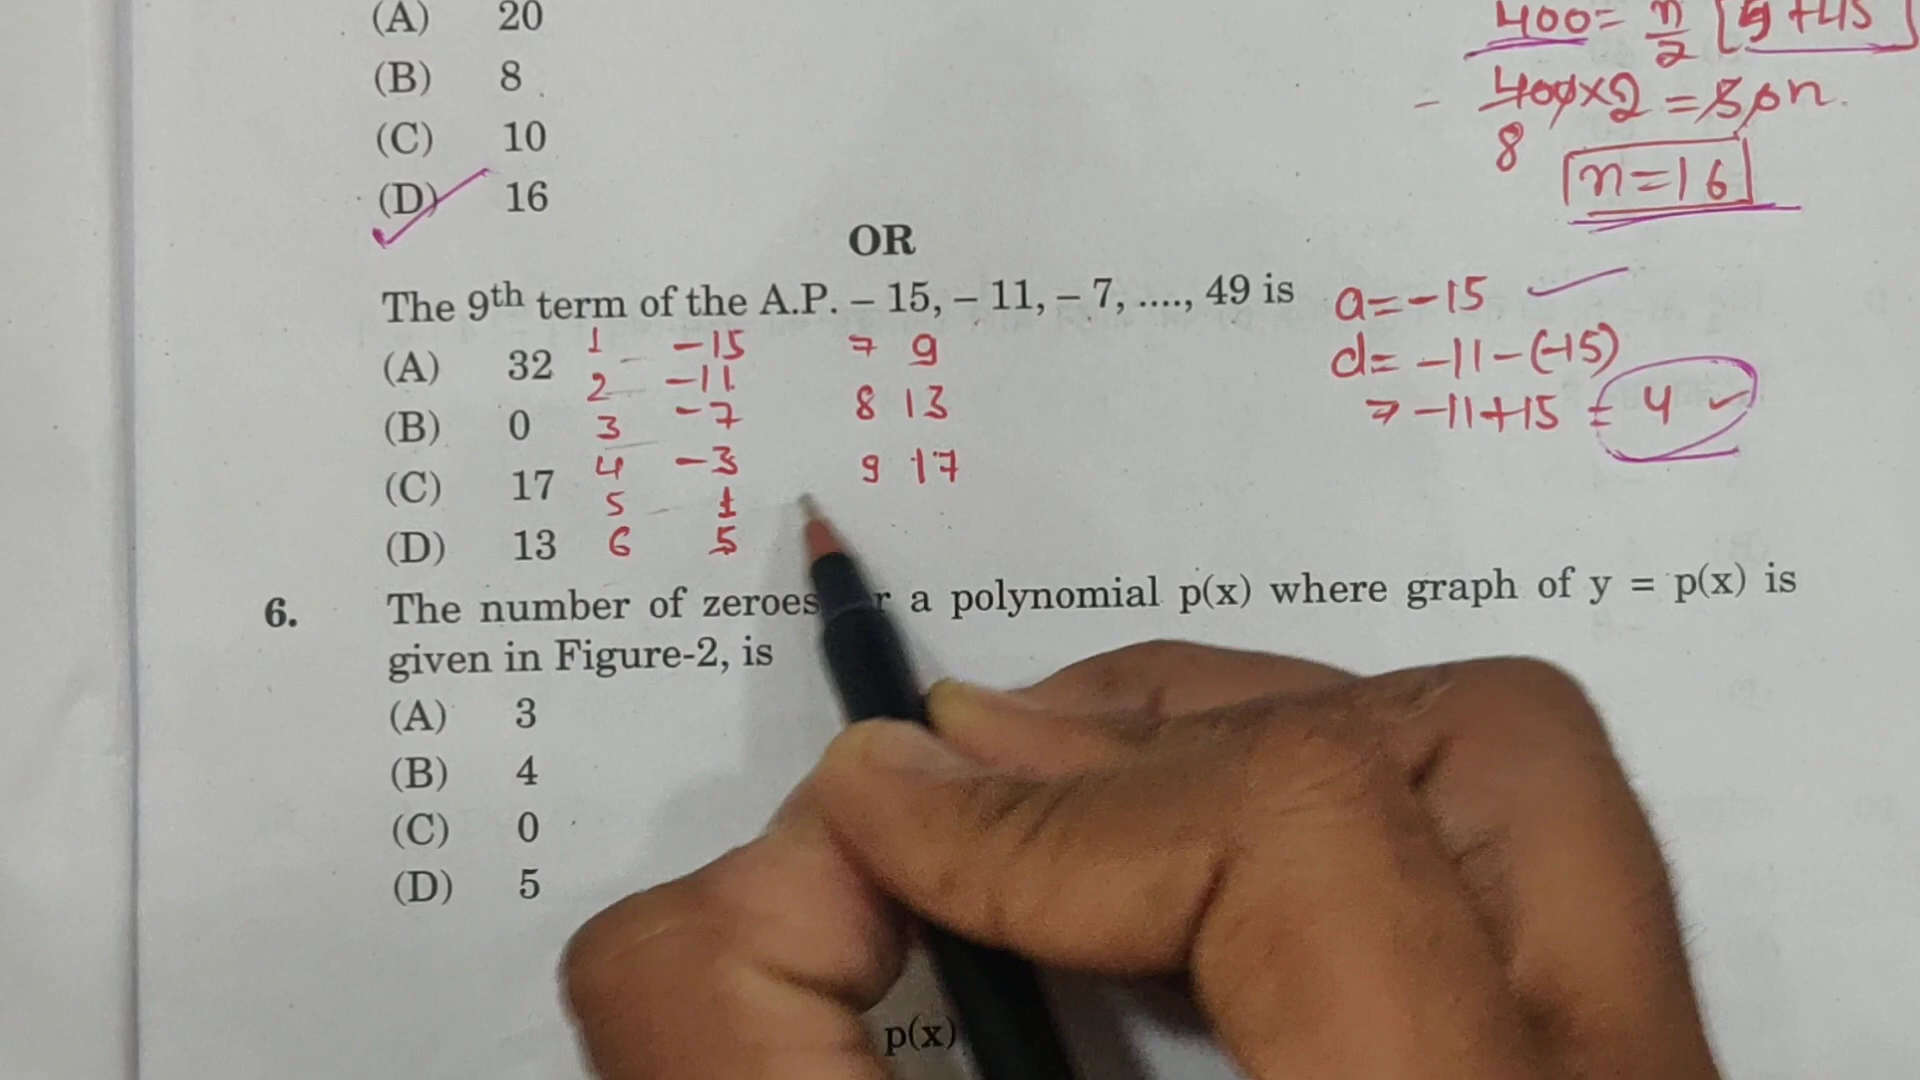 (A) 20
400 = n/2 [5 + 45]
(B) 8
400 × 2 = 50n.
8
(C) 10
n = 16
(D) 16
OR
The 9th term of the A.P. – 15, – 11, – 7, ...., 49 is
a = -15
(A) 32
1 -15 7 9
d = -11 - (-15)
2 -11 8 13
⇒ -11 + 15 = 4
(B) 0
3 -7
4 -3 9 17
(C) 17
5 1
(D) 13
6 5
6. The number of zeroes a polynomial p(x) where graph of y = p(x) is
given in Figure-2, is
(A) 3
(B) 4
(C) 0
(D) 5
p(x)